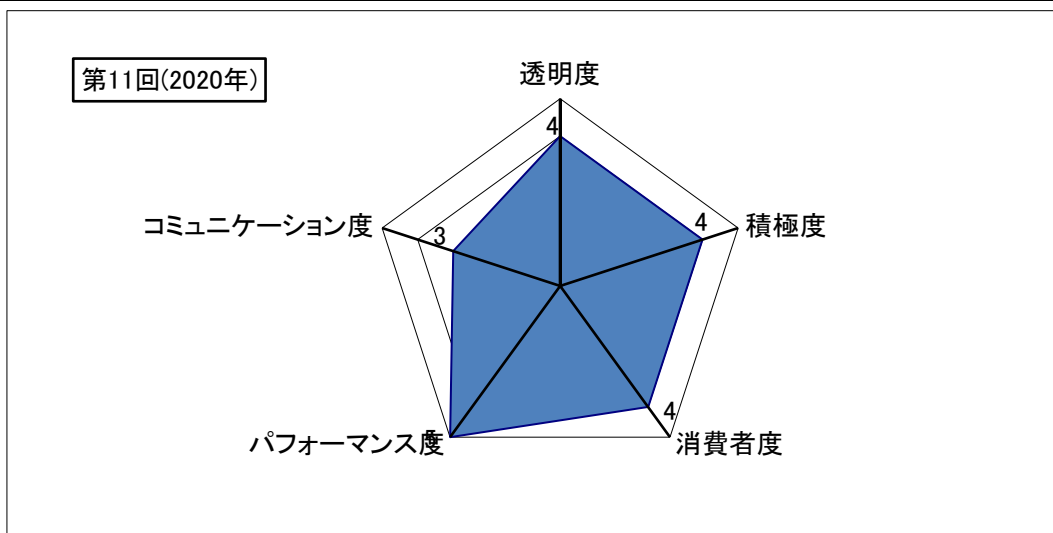 第11回(2020年)
透明度
4
積極度
4
消費者度
4
パフォーマンス度
5
コミュニケーション度
3